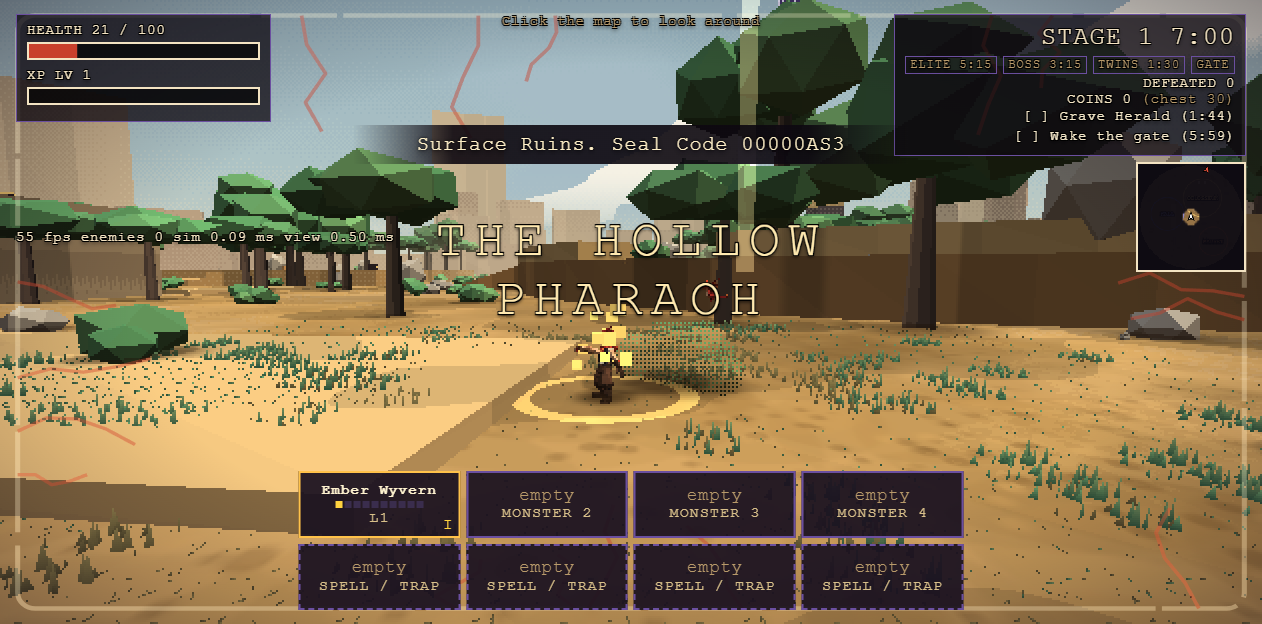 HEALTH 21 / 100
XP LV 1
Click the map to look around
STAGE 1 7:00
ELITE 5:15 BOSS 3:15 TWINS 1:30 GATE
DEFEATED 0
COINS 0 (chest 30)
[ ] Grave Herald (1:44)
[ ] Wake the gate (5:59)
Surface Ruins. Seal Code 00000AS3
55 fps enemies 0 sim 0.09 ms view 0.50 ms
THE HOLLOW
PHARAOH
Ember Wyvern
L1
I
empty
MONSTER 2
empty
MONSTER 3
empty
MONSTER 4
empty
SPELL / TRAP
empty
SPELL / TRAP
empty
SPELL / TRAP
empty
SPELL / TRAP